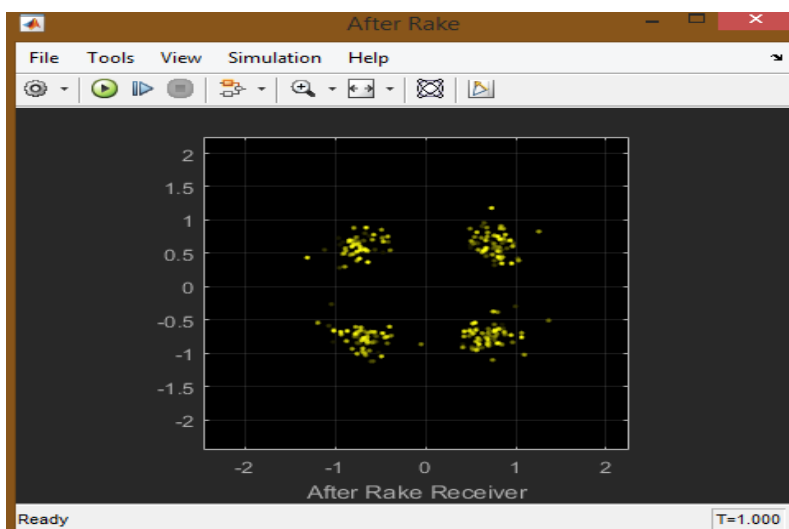 After Rake
File Tools View Simulation Help
2
1.5
1
0.5
0
-0.5
-1
-1.5
-2
-2 -1 0 1 2
After Rake Receiver
Ready T=1.000